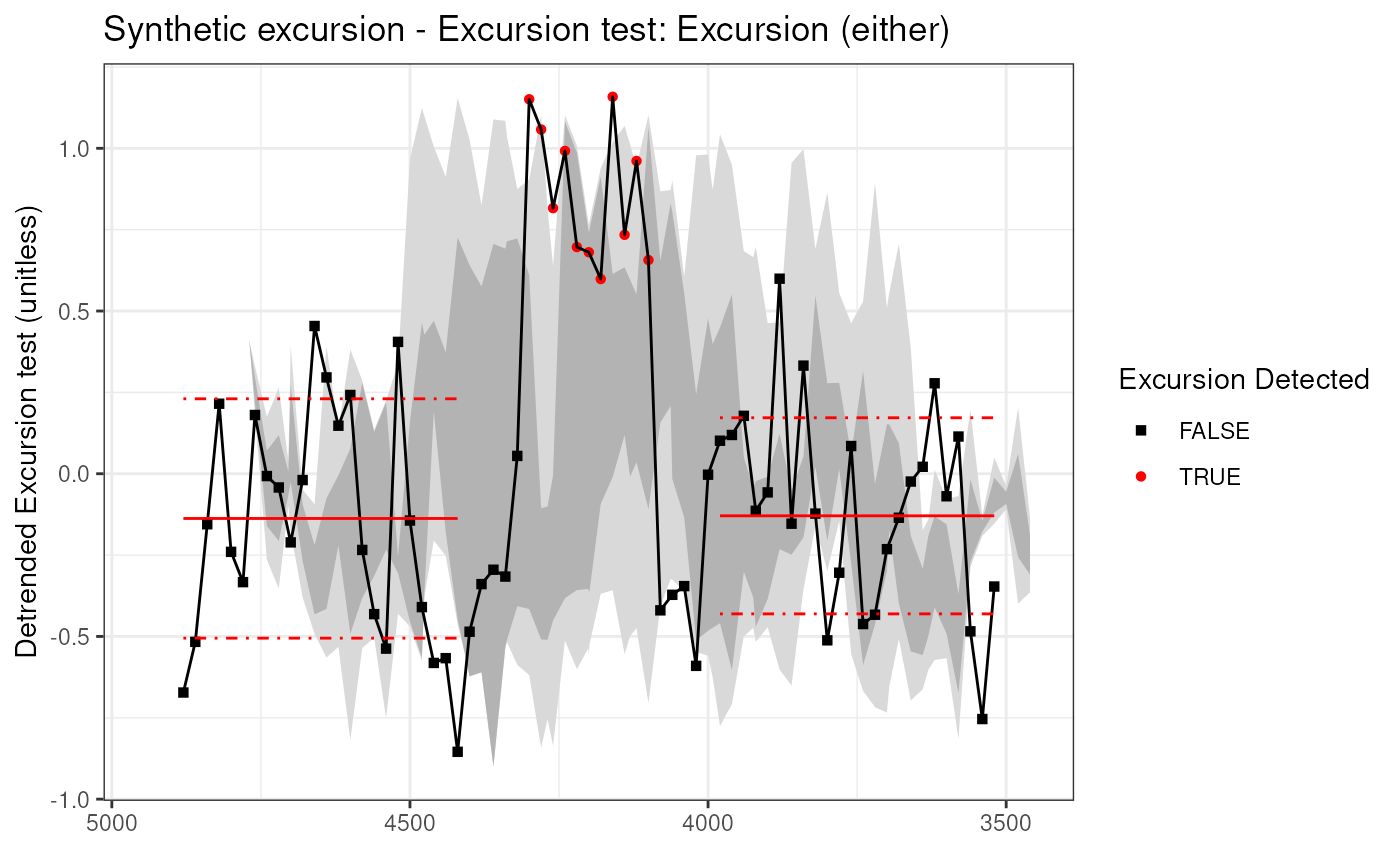 Synthetic excursion - Excursion test: Excursion (either)
Detrended Excursion test (unitless)
1.0
0.5
0.0
-0.5
-1.0
5000 4500 4000 3500
Excursion Detected
FALSE
TRUE